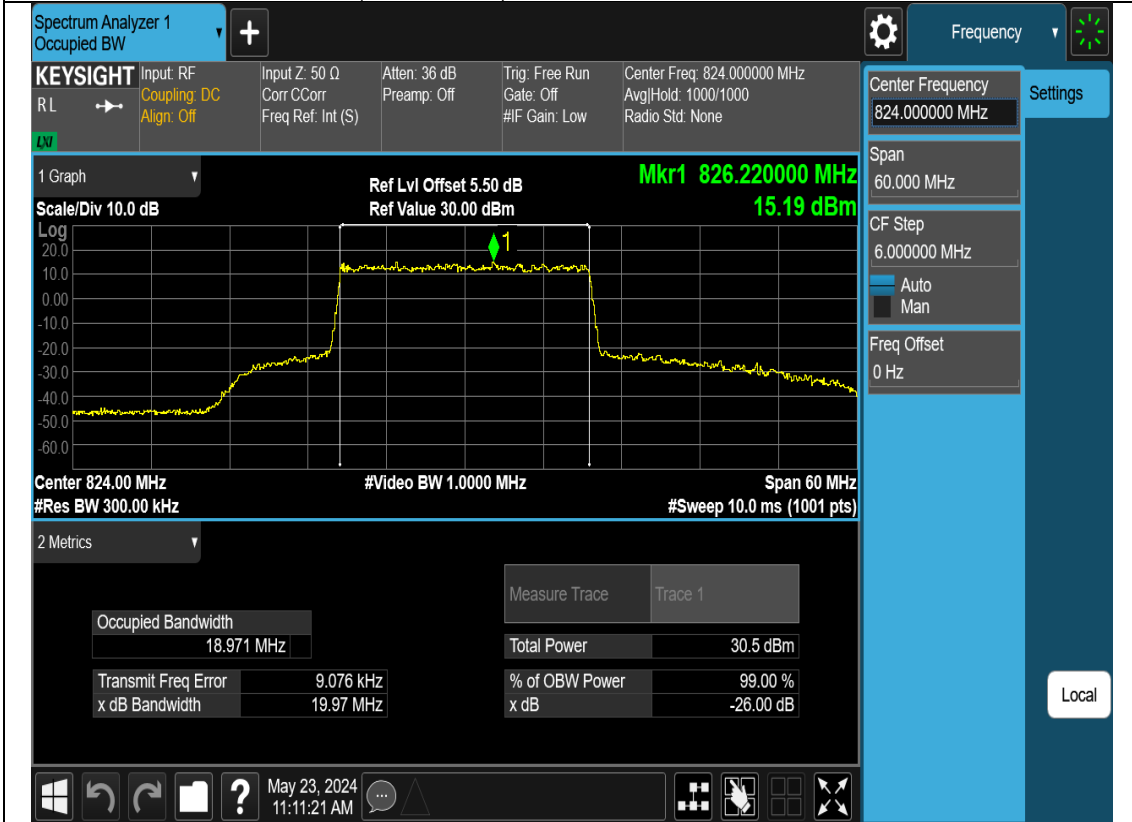 Spectrum Analyzer 1
Occupied BW
+
Frequency
KEYSIGHT
RL
LXI
Input: RF
Coupling: DC
Align: Off
Input Z: 50 Ω
Corr CCorr
Freq Ref: Int (S)
Atten: 36 dB
Preamp: Off
Trig: Free Run
Gate: Off
#IF Gain: Low
Center Freq: 824.000000 MHz
Avg|Hold: 1000/1000
Radio Std: None
Center Frequency
824.000000 MHz
Settings
Span
60.000 MHz
CF Step
6.000000 MHz
Auto
Man
Freq Offset
0 Hz
Local
1 Graph
Scale/Div 10.0 dB
Ref Lvl Offset 5.50 dB
Ref Value 30.00 dBm
Mkr1 826.220000 MHz
15.19 dBm
Log
1
20.0
10.0
0.00
-10.0
-20.0
-30.0
-40.0
-50.0
-60.0
Center 824.00 MHz
#Video BW 1.0000 MHz
Span 60 MHz
#Res BW 300.00 kHz
#Sweep 10.0 ms (1001 pts)
2 Metrics
Measure Trace
Trace 1
Occupied Bandwidth
18.971 MHz
Total Power
30.5 dBm
Transmit Freq Error
9.076 kHz
% of OBW Power
99.00 %
x dB Bandwidth
19.97 MHz
x dB
-26.00 dB
?
May 23, 2024
11:11:21 AM